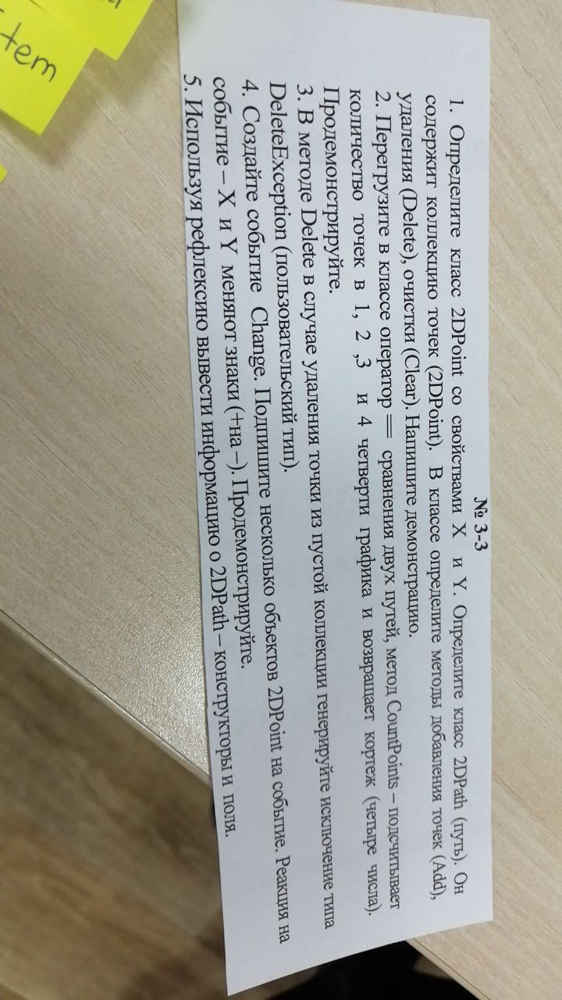 № 3-3
1. Определите класс 2DPoint со свойствами X и Y. Определите класс 2DPath (путь). Он
содержит коллекцию точек (2DPoint). В классе определите методы добавления точек (Add),
удаления (Delete), очистки (Clear). Напишите демонстрацию.
2. Перегрузите в классе оператор == сравнения двух путей, метод CountPoints – подсчитывает
количество точек в 1, 2 ,3 и 4 четверти графика и возвращает кортеж (четыре числа).
Продемонстрируйте.
3. В методе Delete в случае удаления точки из пустой коллекции генерируйте исключение типа
DeleteException (пользовательский тип).
4. Создайте событие Change. Подпишите несколько объектов 2DPoint на событие. Реакция на
событие – X и Y меняют знаки (+на –). Продемонстрируйте.
5. Используя рефлексию вывести информацию о 2DPath – конструкторы и поля.
tem